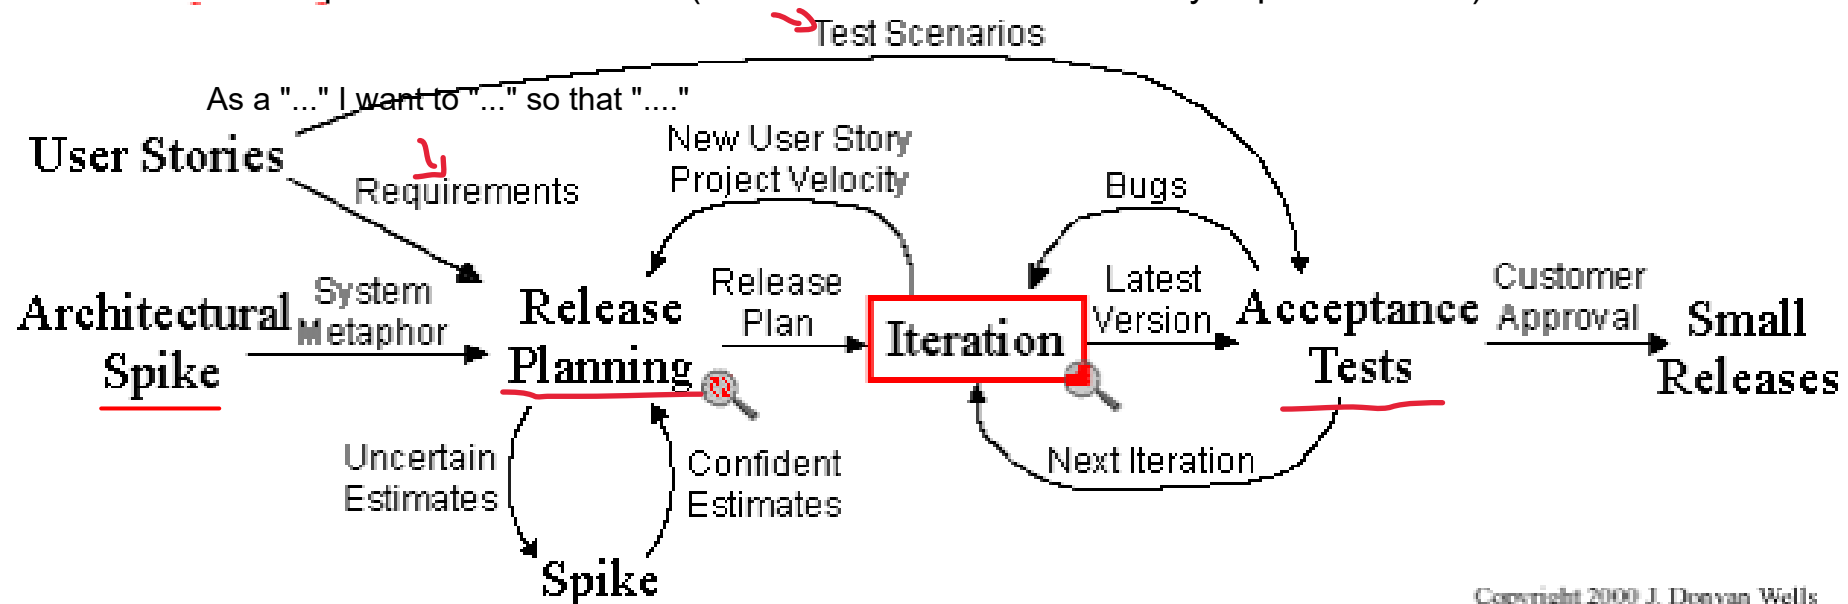 Test Scenarios
As a "..." I want to "..." so that "...."
User Stories
Requirements
New User Story
Project Velocity
Bugs
Architectural
Spike
System
Metaphor
Release
Planning
Release
Plan
Iteration
Latest
Version
Acceptance
Tests
Customer
Approval
Small
Releases
Uncertain
Estimates
Confident
Estimates
Next Iteration
Spike
Copyright 2000 J. Donvan Wells